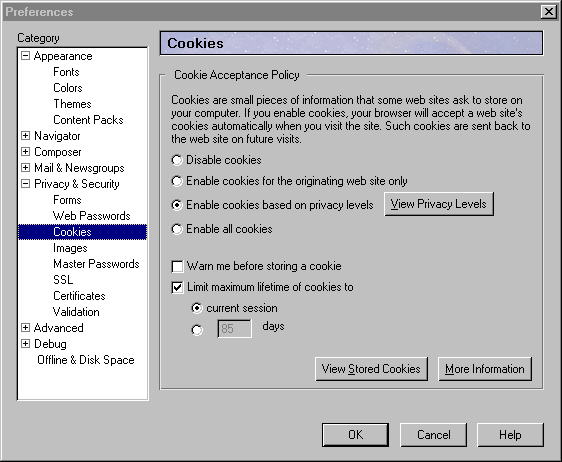 Preferences
Category
Appearance
Fonts
Colors
Themes
Content Packs
Navigator
Composer
Mail & Newsgroups
Privacy & Security
Forms
Web Passwords
Cookies
Images
Master Passwords
SSL
Certificates
Validation
Advanced
Debug
Offline & Disk Space
Cookies
Cookie Acceptance Policy
Cookies are small pieces of information that some web sites ask to store on
your computer. If you enable cookies, your browser will accept a web site's
cookies automatically when you visit the site. Such cookies are sent back to
the web site on future visits.
Disable cookies
Enable cookies for the originating web site only
Enable cookies based on privacy levels View Privacy Levels
Enable all cookies
Warn me before storing a cookie
Limit maximum lifetime of cookies to
current session
85 days
View Stored Cookies More Information
OK Cancel Help